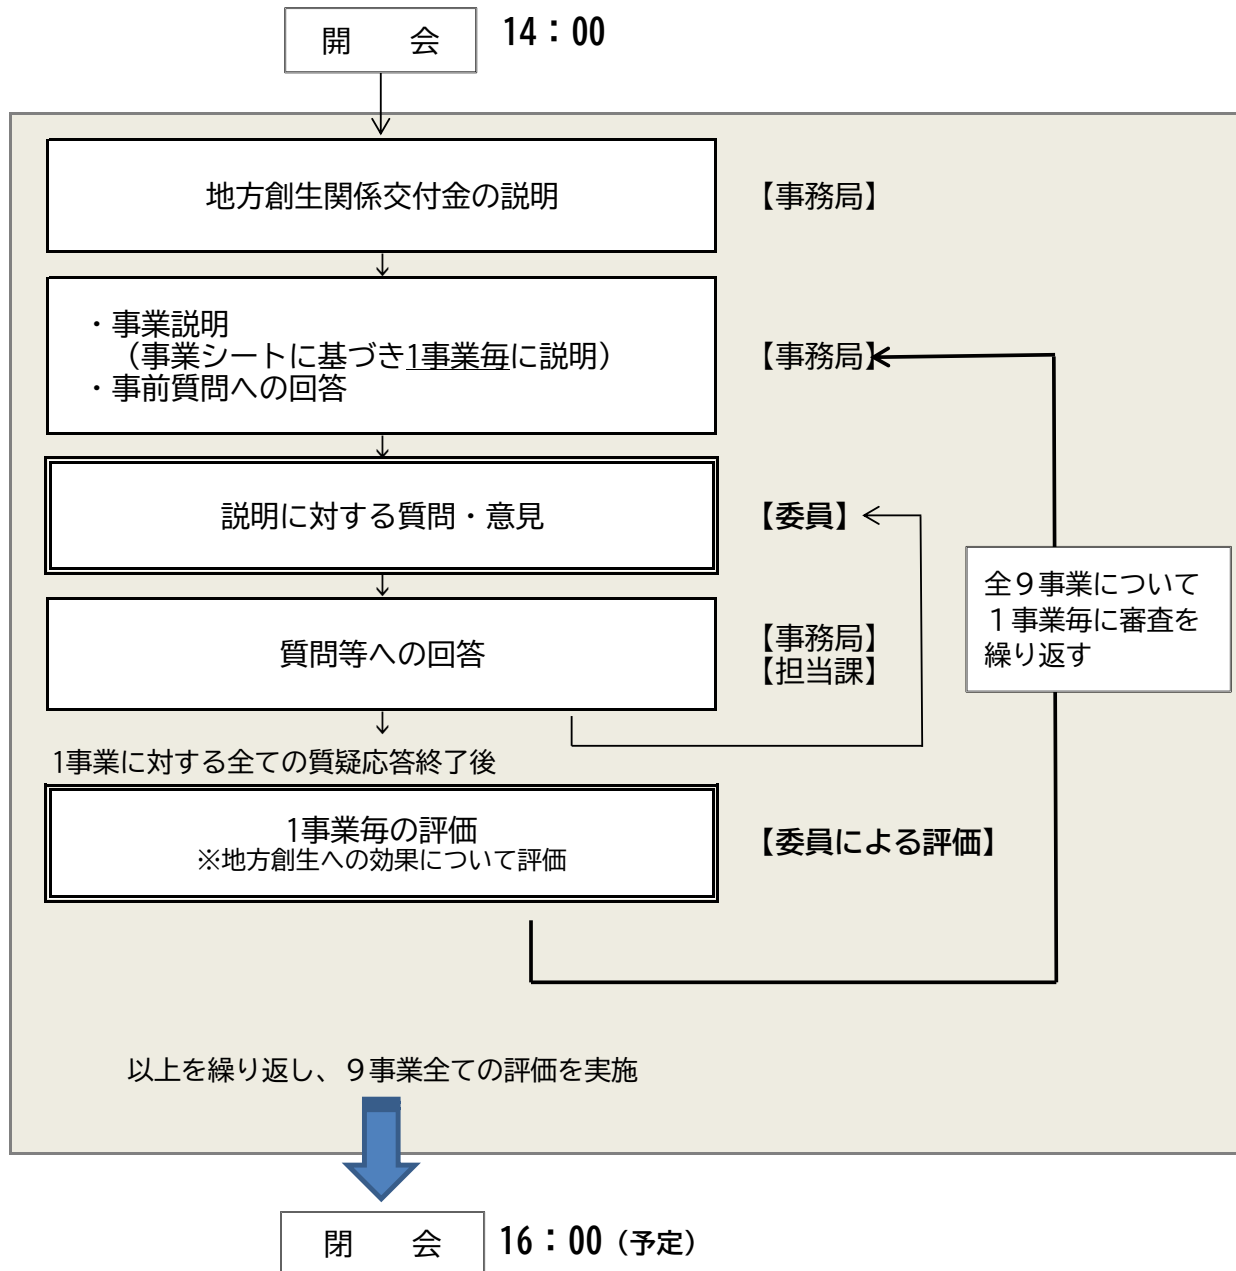 開　会　14：00
地方創生関係交付金の説明　【事務局】
・事業説明
（事業シートに基づき1事業毎に説明）　【事務局】
・事前質問への回答
説明に対する質問・意見　【委員】
全９事業について
１事業毎に審査を
繰り返す
質問等への回答　【事務局】
【担当課】
1事業に対する全ての質疑応答終了後
1事業毎の評価　【委員による評価】
※地方創生への効果について評価
以上を繰り返し、９事業全ての評価を実施
閉　会　16：00（予定）